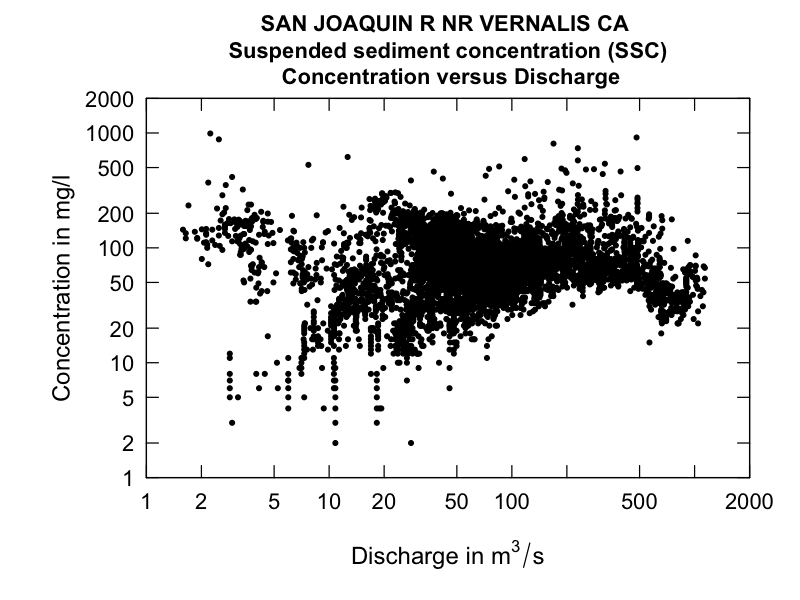 SAN JOAQUIN R NR VERNALIS CA
Suspended sediment concentration (SSC)
Concentration versus Discharge
2000
1000
500
200
100
50
20
10
5
2
1
Concentration in mg/l
1 2 5 10 20 50 100 500 2000
Discharge in m³/s